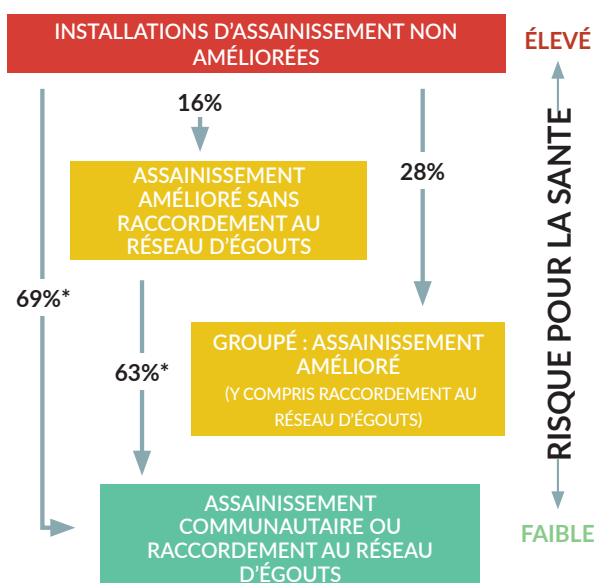 INSTALLATIONS D'ASSAINISSEMENT NON
AMÉLIORÉES
ÉLEVÉ
16%
28%
ASSAINISSEMENT
AMÉLIORÉ SANS
RACCORDEMENT AU
RÉSEAU D'ÉGOUTS
69%*
63%*
GROUPÉ : ASSAINISSEMENT
AMÉLIORÉ
(Y COMPRIS RACCORDEMENT AU
RÉSEAU D'ÉGOUTS)
RISQUE POUR LA SANTE
ASSAINISSEMENT
COMMUNAUTAIRE OU
RACCORDEMENT AU RÉSEAU
D'ÉGOUTS
FAIBLE